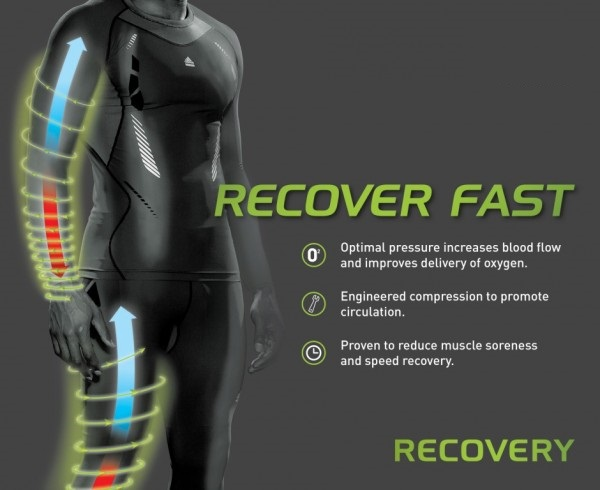 RECOVER FAST
Optimal pressure increases blood flow
and improves delivery of oxygen.
Engineered compression to promote
circulation.
Proven to reduce muscle soreness
and speed recovery.
RECOVERY